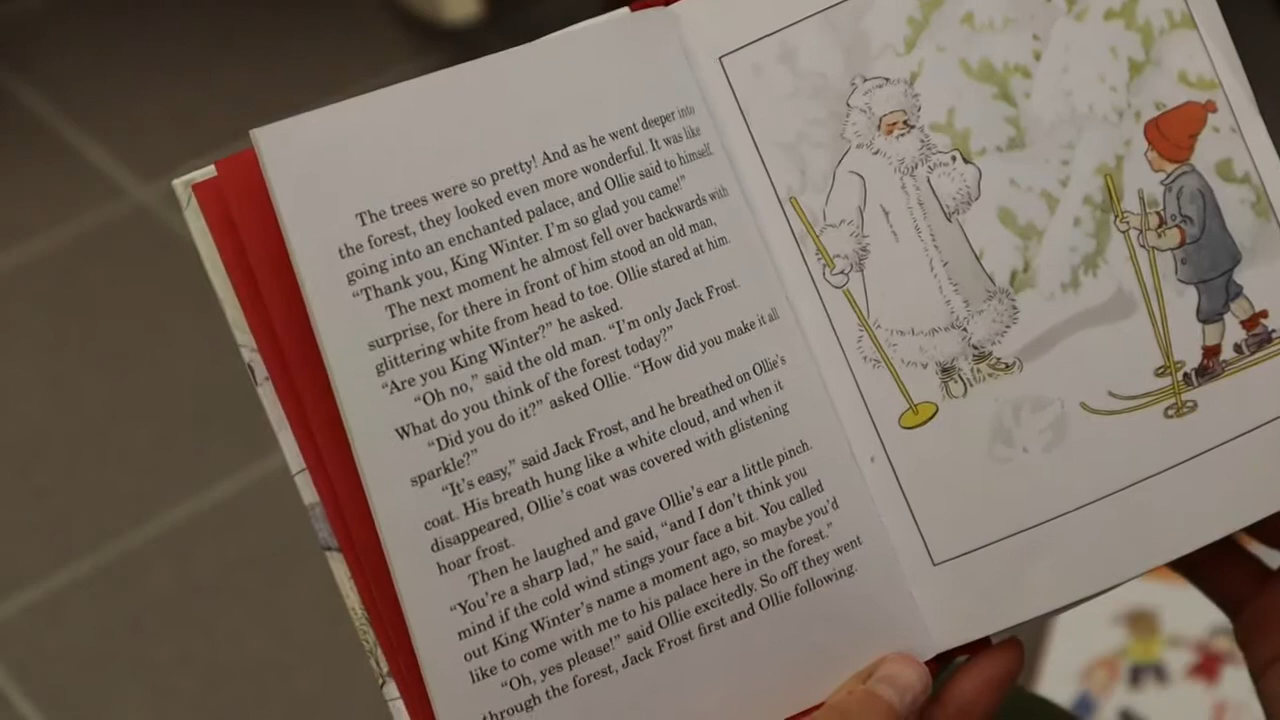 The trees were so pretty! And as he went deeper into
the forest, they looked even more wonderful. It was like
going into an enchanted palace, and Ollie said to himself,
“Thank you, King Winter. I’m so glad you came!”
The next moment he almost fell over backwards with
surprise, for there in front of him stood an old man,
glittering white from head to toe. Ollie stared at him.
“Are you King Winter?” he asked.
“Oh no,” said the old man. “I’m only Jack Frost.
What do you think of the forest today?”
“Did you do it?” asked Ollie. “How did you make it all
sparkle?”
“It’s easy,” said Jack Frost, and he breathed on Ollie’s
coat. His breath hung like a white cloud, and when it
disappeared, Ollie’s coat was covered with glistening
hoar frost.
Then he laughed and gave Ollie’s ear a little pinch.
“You’re a sharp lad,” he said, “and I don’t think you
mind if the cold wind stings your face a bit. You called
out King Winter’s name a moment ago, so maybe you’d
like to come with me to his palace here in the forest.”
“Oh, yes please!” said Ollie excitedly. So off they went
through the forest, Jack Frost first and Ollie following.